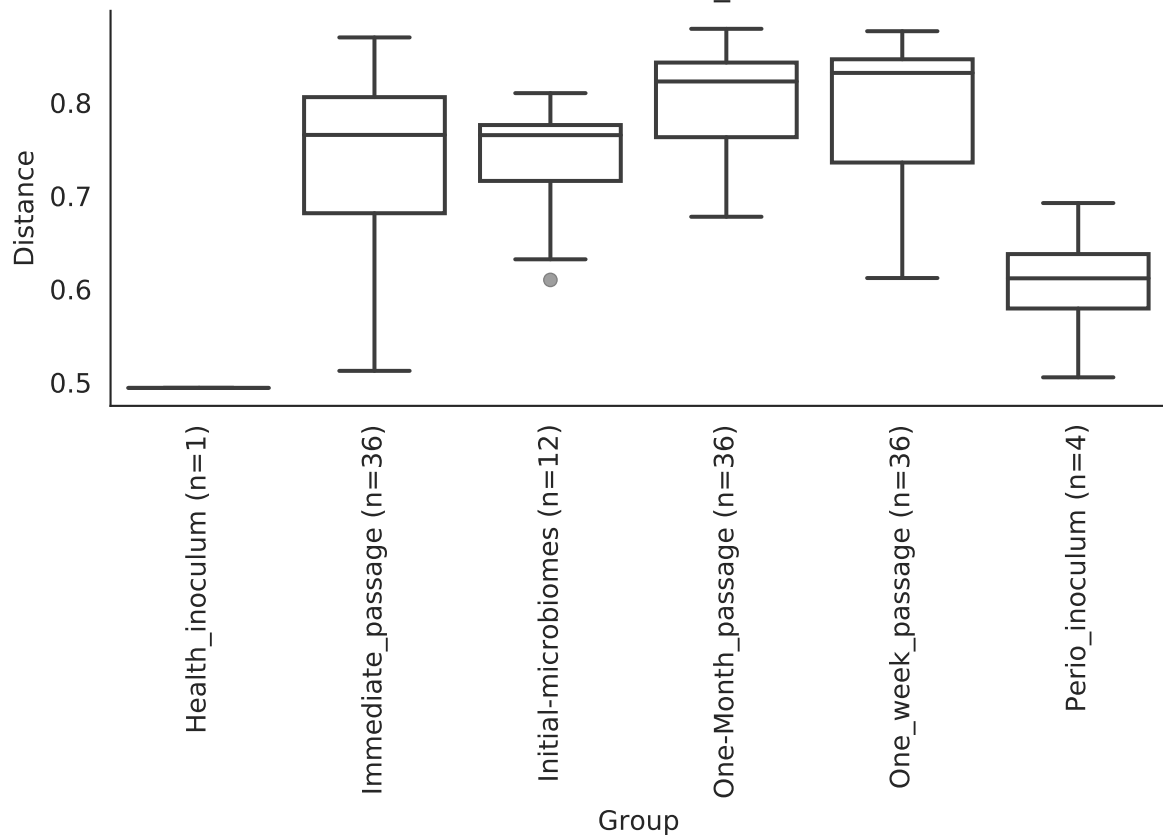 0.8
0.7
0.6
0.5
Distance
Health_inoculum (n=1)
Immediate_passage (n=36)
Initial-microbiomes (n=12)
One-Month_passage (n=36)
One_week_passage (n=36)
Perio_inoculum (n=4)
Group